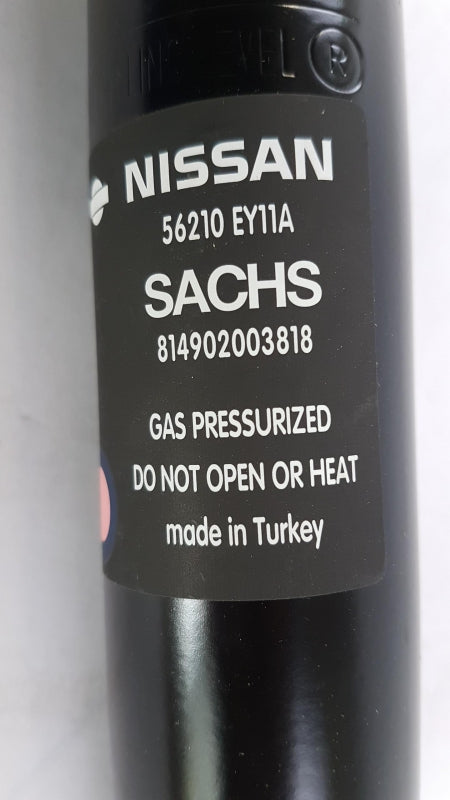 ®
NISSAN
56210 EY11A
SACHS
814902003818
GAS PRESSURIZED
DO NOT OPEN OR HEAT
made in Turkey